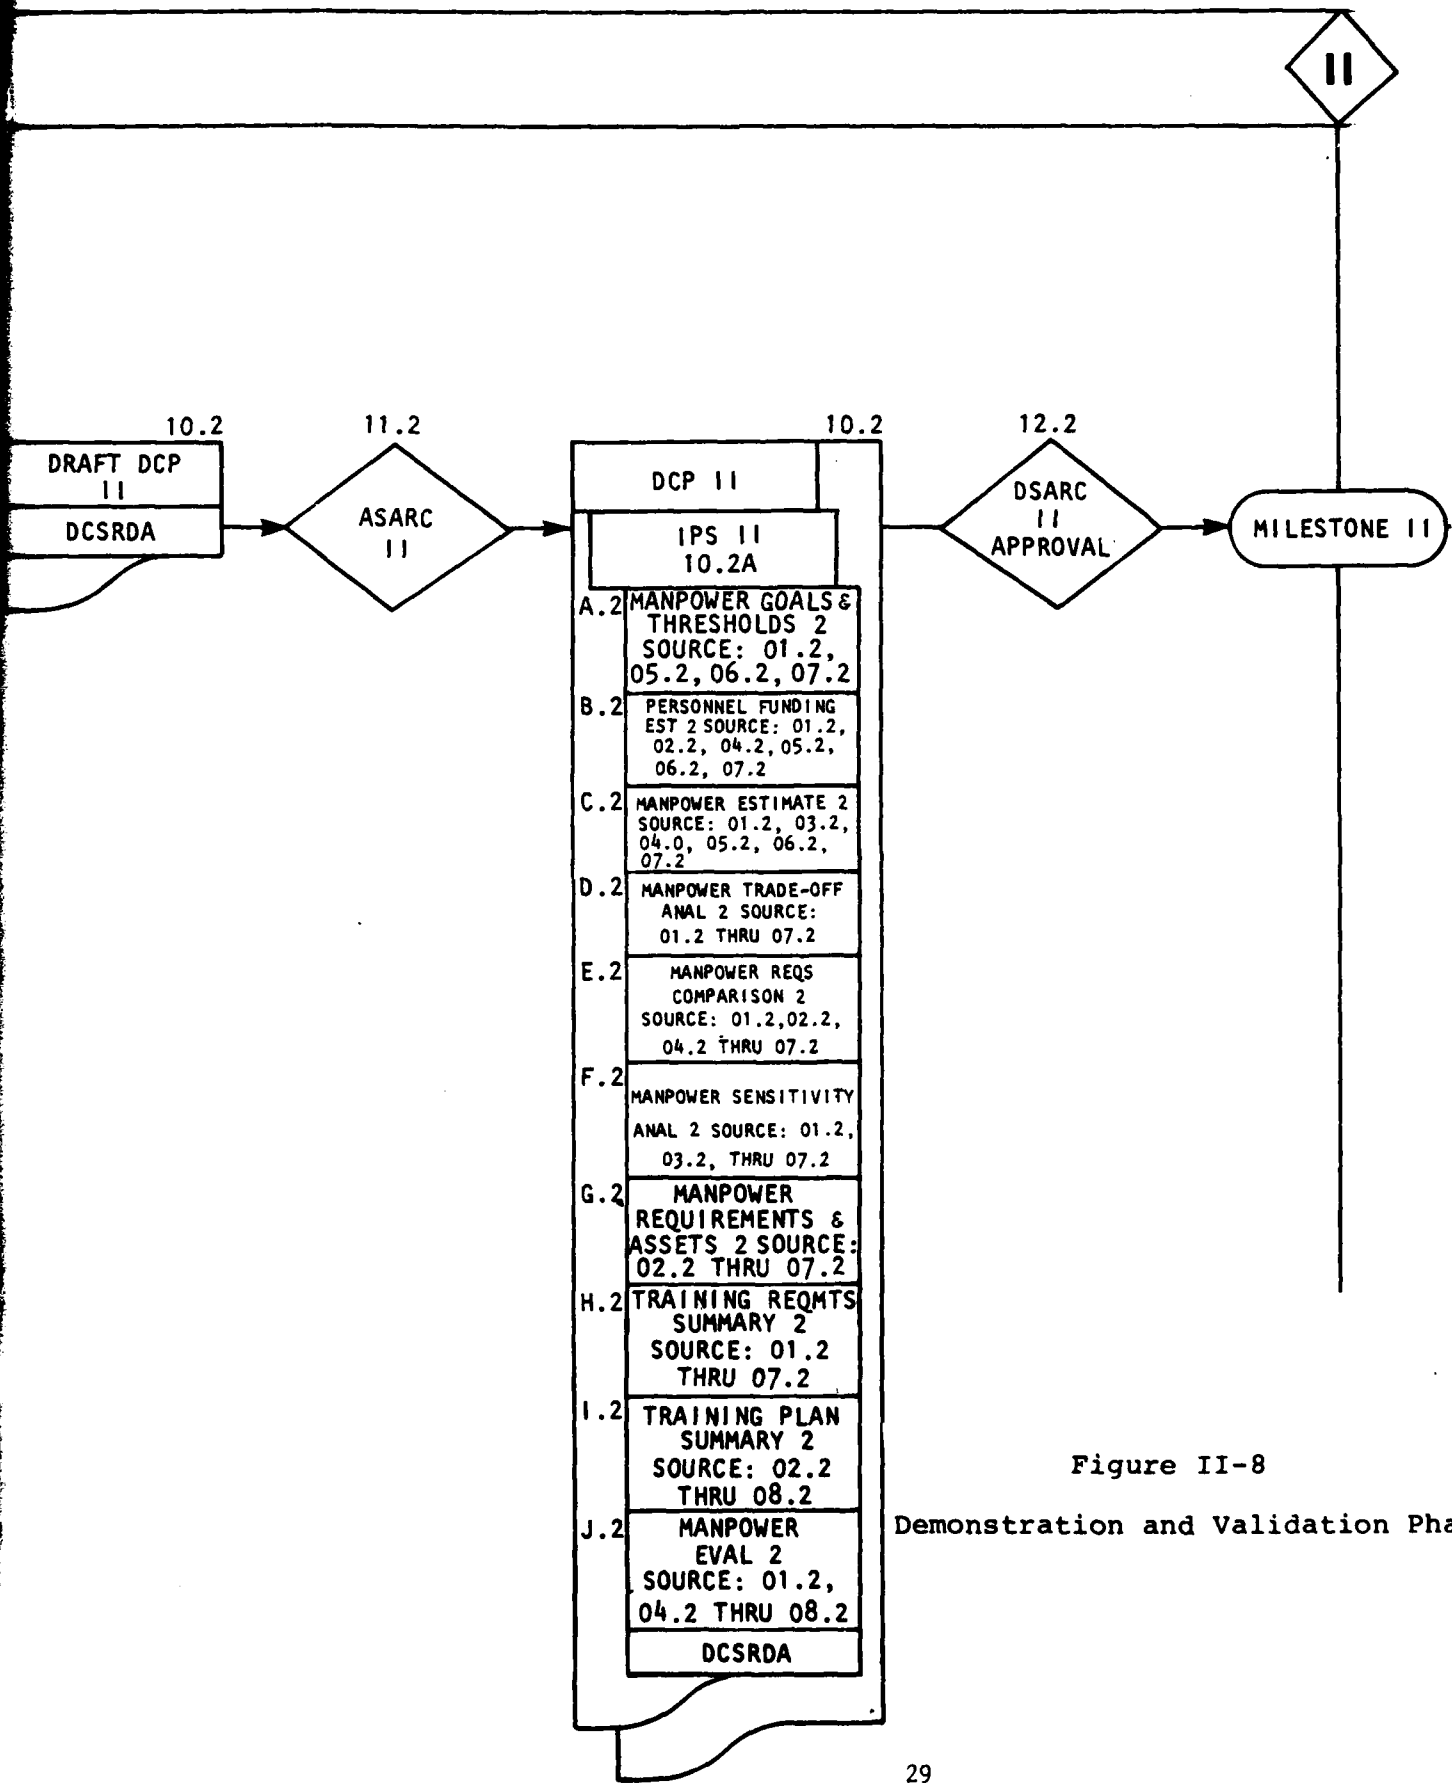 II
10.2
DRAFT DCP
II
DCSRDA
11.2
ASARC
II
10.2
DCP II
IPS II
10.2A
A.2
MANPOWER GOALS &
THRESHOLDS 2
SOURCE: 01.2,
05.2, 06.2, 07.2
B.2
PERSONNEL FUNDING
EST 2 SOURCE: 01.2,
02.2, 04.2, 05.2,
06.2, 07.2
C.2
MANPOWER ESTIMATE 2
SOURCE: 01.2, 03.2,
04.0, 05.2, 06.2,
07.2
D.2
MANPOWER TRADE-OFF
ANAL 2 SOURCE:
01.2 THRU 07.2
E.2
MANPOWER REQS
COMPARISON 2
SOURCE: 01.2,02.2,
04.2 THRU 07.2
F.2
MANPOWER SENSITIVITY
ANAL 2 SOURCE: 01.2,
03.2, THRU 07.2
G.2
MANPOWER
REQUIREMENTS &
ASSETS 2 SOURCE:
02.2 THRU 07.2
H.2
TRAINING REQMTS
SUMMARY 2
SOURCE: 01.2
THRU 07.2
I.2
TRAINING PLAN
SUMMARY 2
SOURCE: 02.2
THRU 08.2
J.2
MANPOWER
EVAL 2
SOURCE: 01.2,
04.2 THRU 08.2
DCSRDA
12.2
DSARC
II
APPROVAL
MILESTONE II
Figure II-8
Demonstration and Validation Pha
29